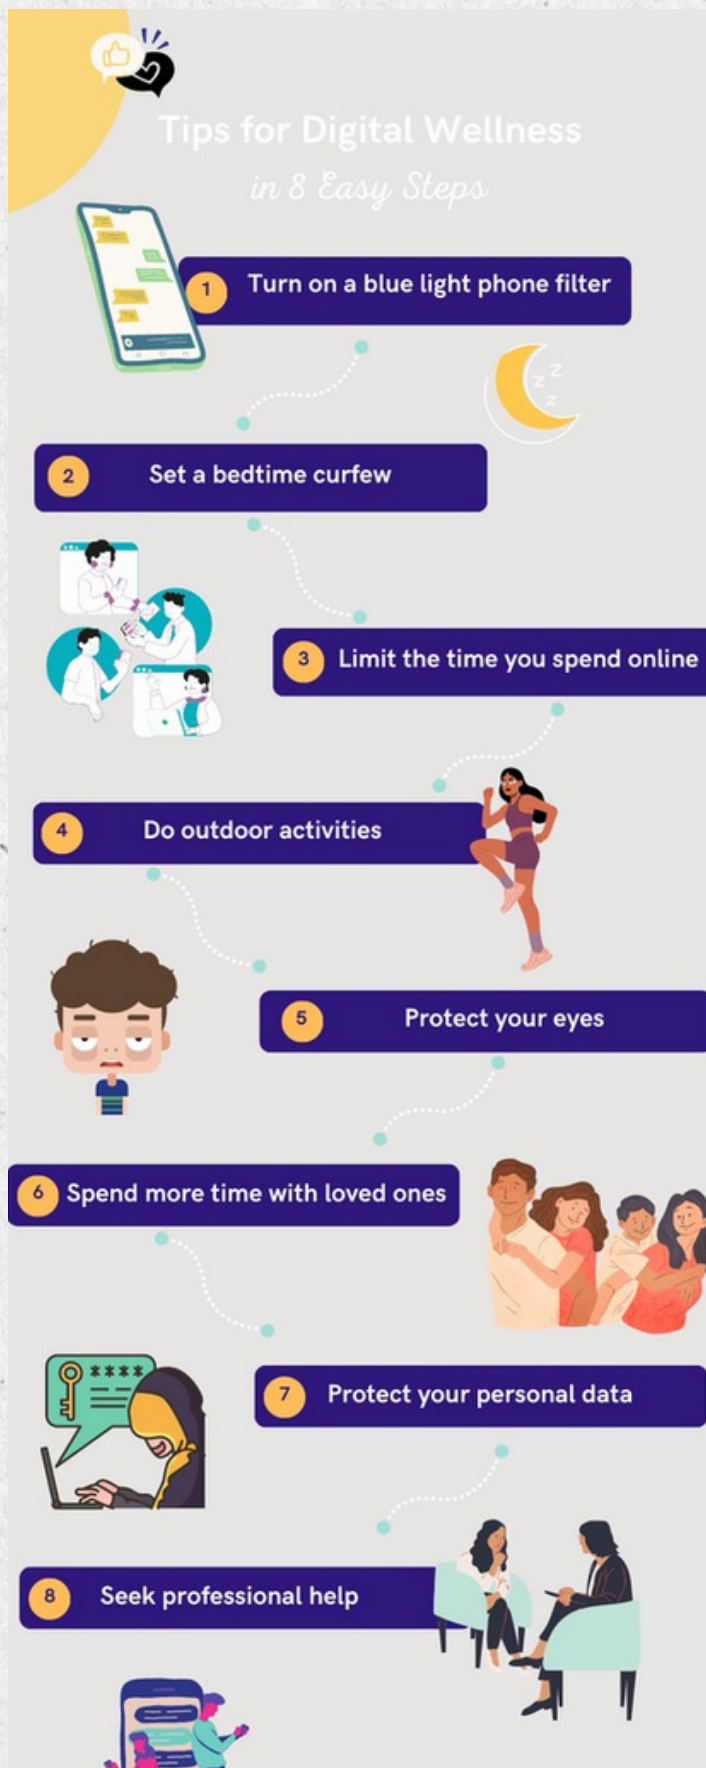 Tips for Digital Wellness
in 8 Easy Steps
1 Turn on a blue light phone filter
z z
z
2 Set a bedtime curfew
3 Limit the time you spend online
4 Do outdoor activities
5 Protect your eyes
6 Spend more time with loved ones
****
7 Protect your personal data
8 Seek professional help